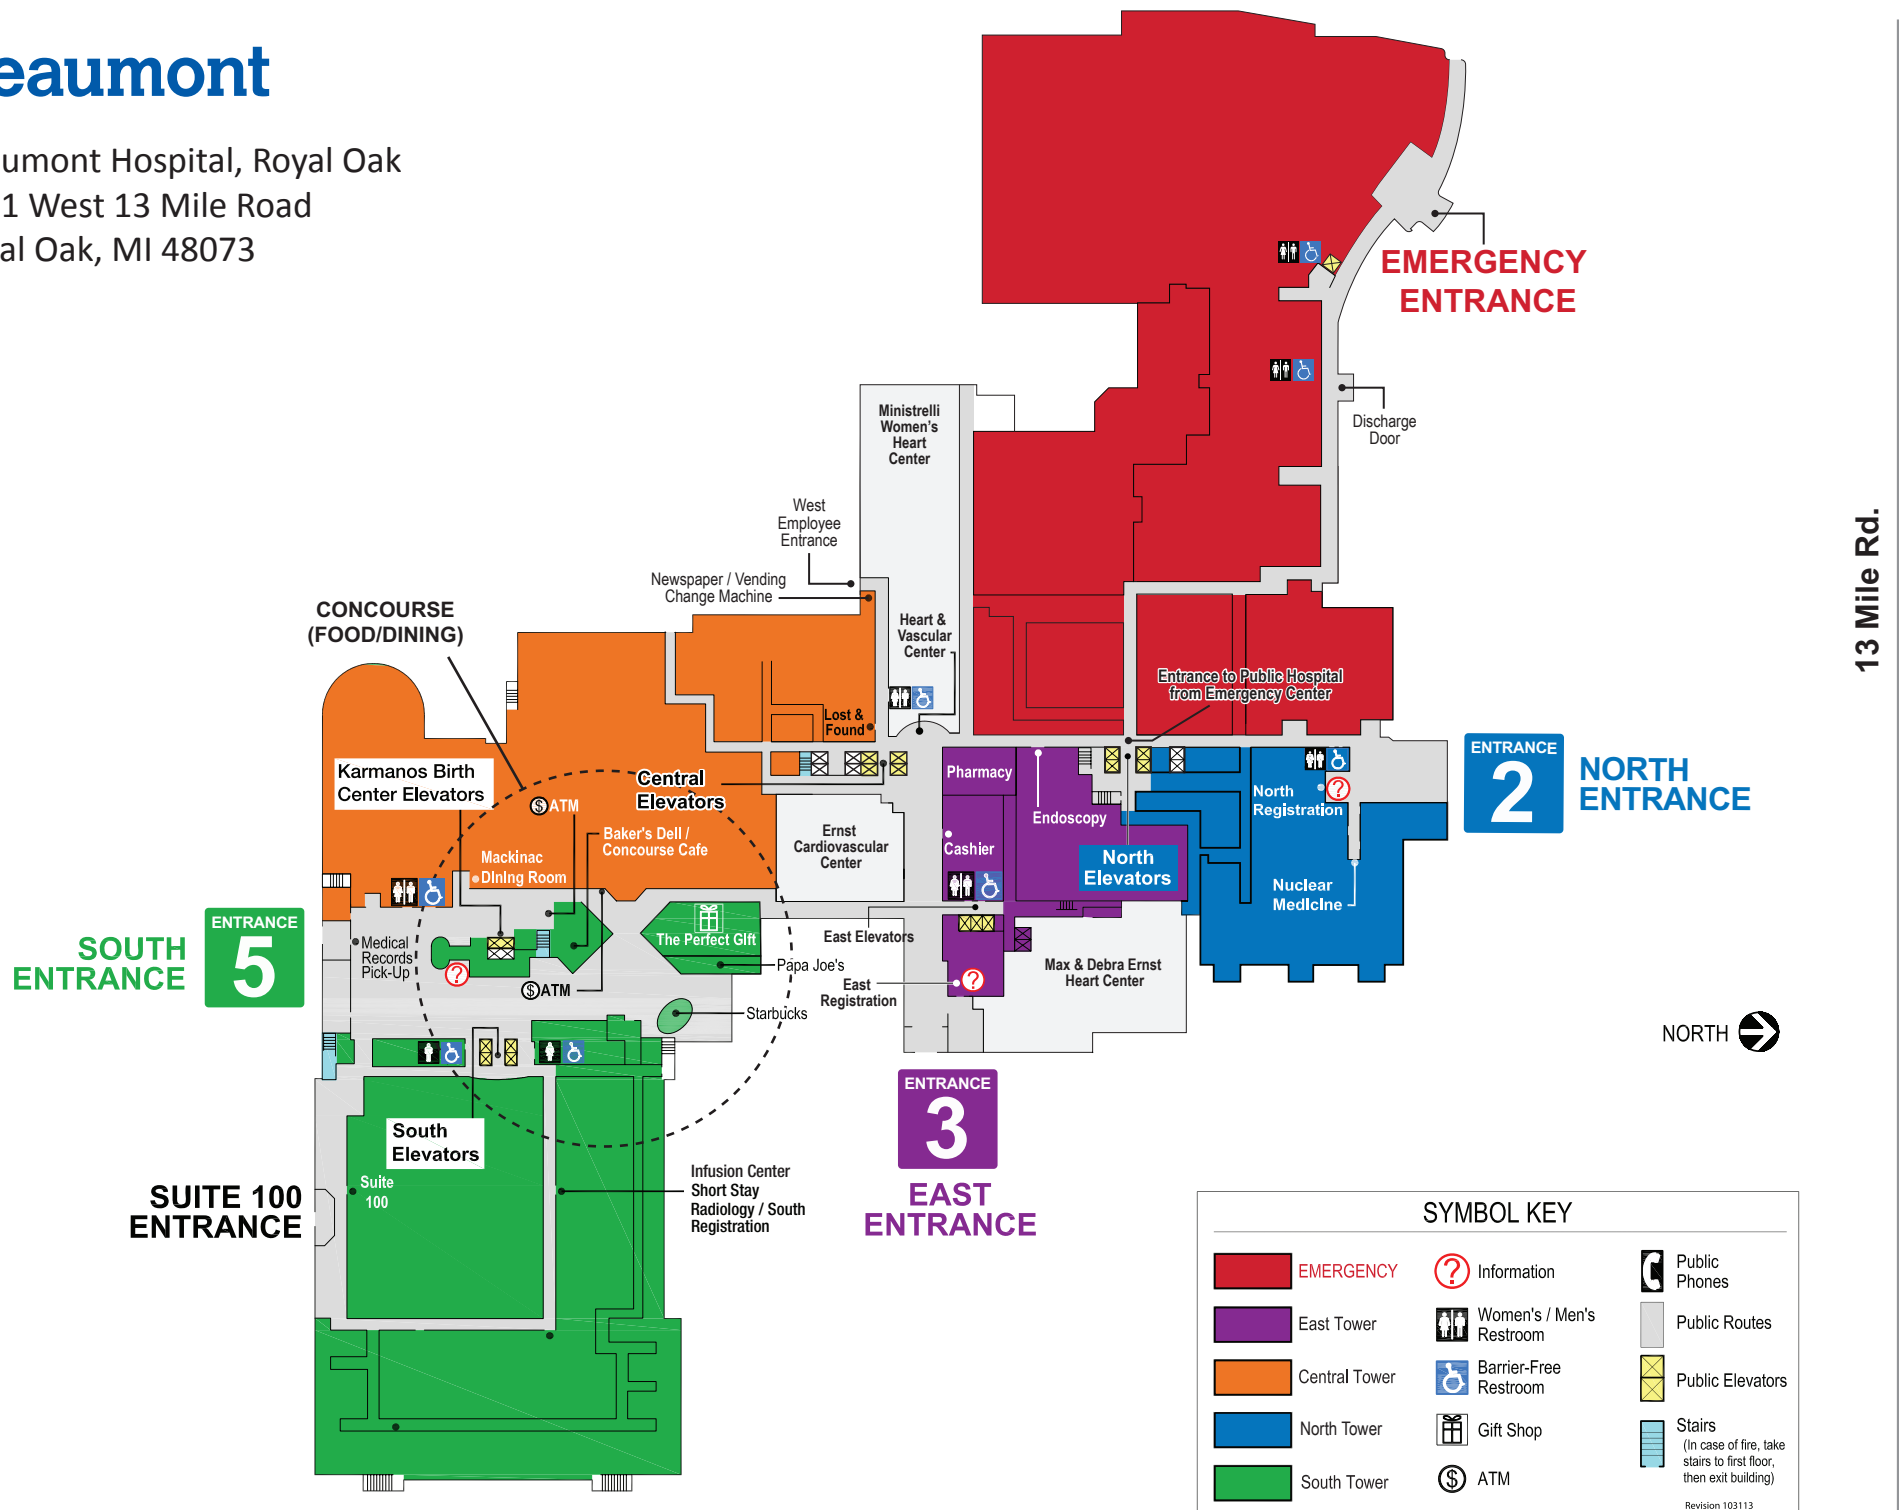 eaumont
umont Hospital, Royal Oak
1 West 13 Mile Road
al Oak, MI 48073
EMERGENCY
ENTRANCE
Discharge
Door
13 Mile Rd.
Ministrelli
Women's
Heart
Center
West
Employee
Entrance
Newspaper / Vending
Change Machine
CONCOURSE
(FOOD/DINING)
Heart &
Vascular
Center
Entrance to Public Hospital
from Emergency Center
Lost &
Found
Karmanos Birth
Center Elevators
Central
Elevators
$ ATM
Baker's Dell /
Concourse Cafe
Mackinac
DInIng Room
Ernst
Cardiovascular
Center
Pharmacy
Endoscopy
Cashier
North
Elevators
North
Registration
?
Nuclear
MedIcIne
ENTRANCE
2
NORTH
ENTRANCE
SOUTH
ENTRANCE
ENTRANCE
5
Medical
Records
Pick-Up
?
$ ATM
The Perfect GIft
Papa Joe's
Starbucks
East Elevators
East
Registration
?
Max & Debra Ernst
Heart Center
NORTH
ENTRANCE
3
EAST
ENTRANCE
South
Elevators
Suite
100
SUITE 100
ENTRANCE
Infusion Center
Short Stay
Radiology / South
Registration
SYMBOL KEY
EMERGENCY
East Tower
Central Tower
North Tower
South Tower
? Information
Women's / Men's
Restroom
Barrier-Free
Restroom
Gift Shop
$ ATM
Public
Phones
Public Routes
Public Elevators
Stairs
(In case of fire, take
stairs to first floor,
then exit building)
Revision 103113